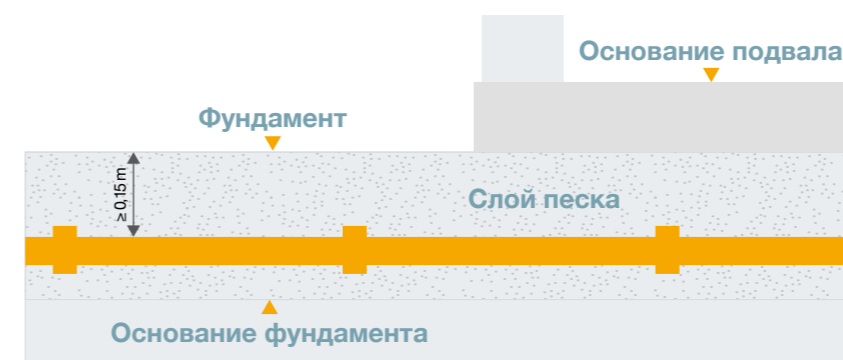 Основание подвала
Фундамент
≥ 0,15 m
Слой песка
Основание фундамента